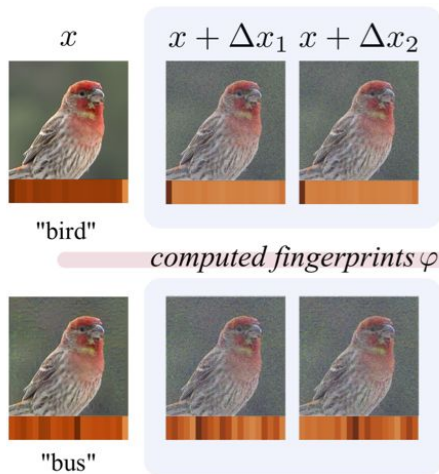 x x + Δx₁ x + Δx₂
"bird"
computed fingerprints φ
"bus"